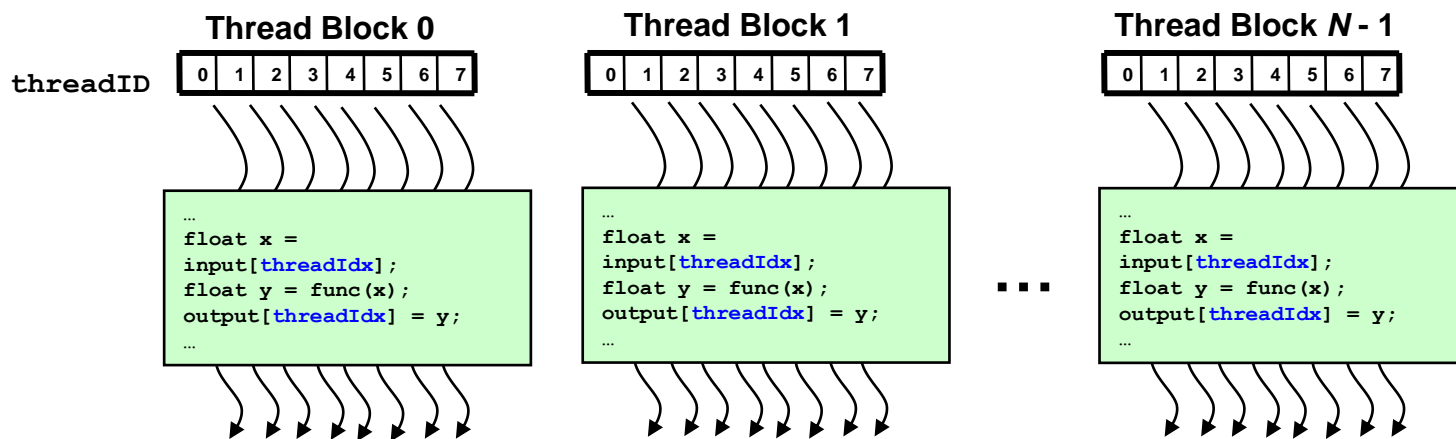 Thread Block 0
threadID
0 1 2 3 4 5 6 7
…
float x =
input[threadIdx];
float y = func(x);
output[threadIdx] = y;
…
Thread Block 1
0 1 2 3 4 5 6 7
…
float x =
input[threadIdx];
float y = func(x);
output[threadIdx] = y;
…
…
Thread Block N - 1
0 1 2 3 4 5 6 7
…
float x =
input[threadIdx];
float y = func(x);
output[threadIdx] = y;
…